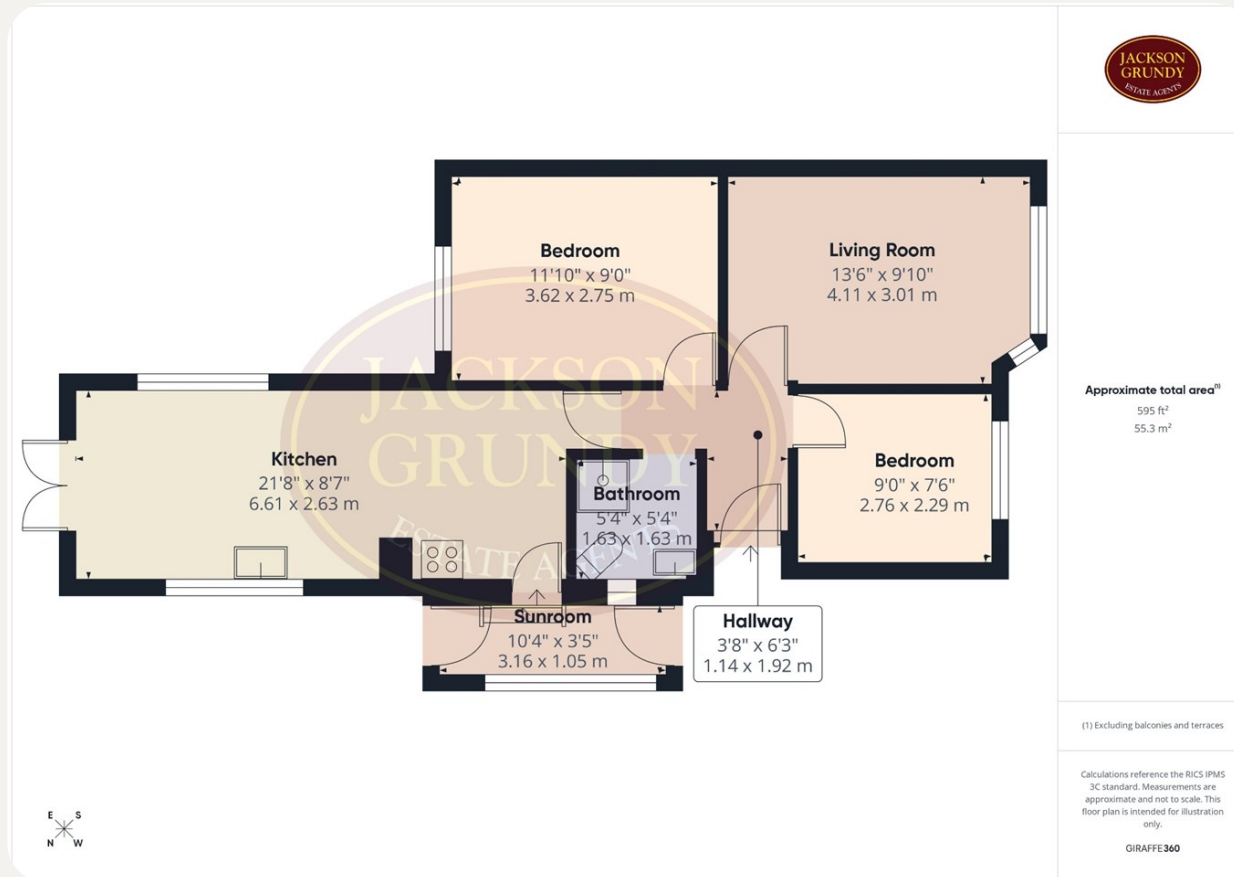 JACKSON
GRUNDY
ESTATE AGENTS
Bedroom
11'10" x 9'0"
3.62 x 2.75 m
Living Room
13'6" x 9'10"
4.11 x 3.01 m
JACKSON
GRUNDY
ESTATE AGENTS
Kitchen
21'8" x 8'7"
6.61 x 2.63 m
Bathroom
5'4" x 5'4"
1.63 x 1.63 m
Bedroom
9'0" x 7'6"
2.76 x 2.29 m
Sunroom
10'4" x 3'5"
3.16 x 1.05 m
Hallway
3'8" x 6'3"
1.14 x 1.92 m
Approximate total area(1)
595 ft²
55.3 m²
(1) Excluding balconies and terraces
Calculations reference the RICS IPMS
3C standard. Measurements are
approximate and not to scale. This
floor plan is intended for illustration
only.
GIRAFFE360
E S
N W